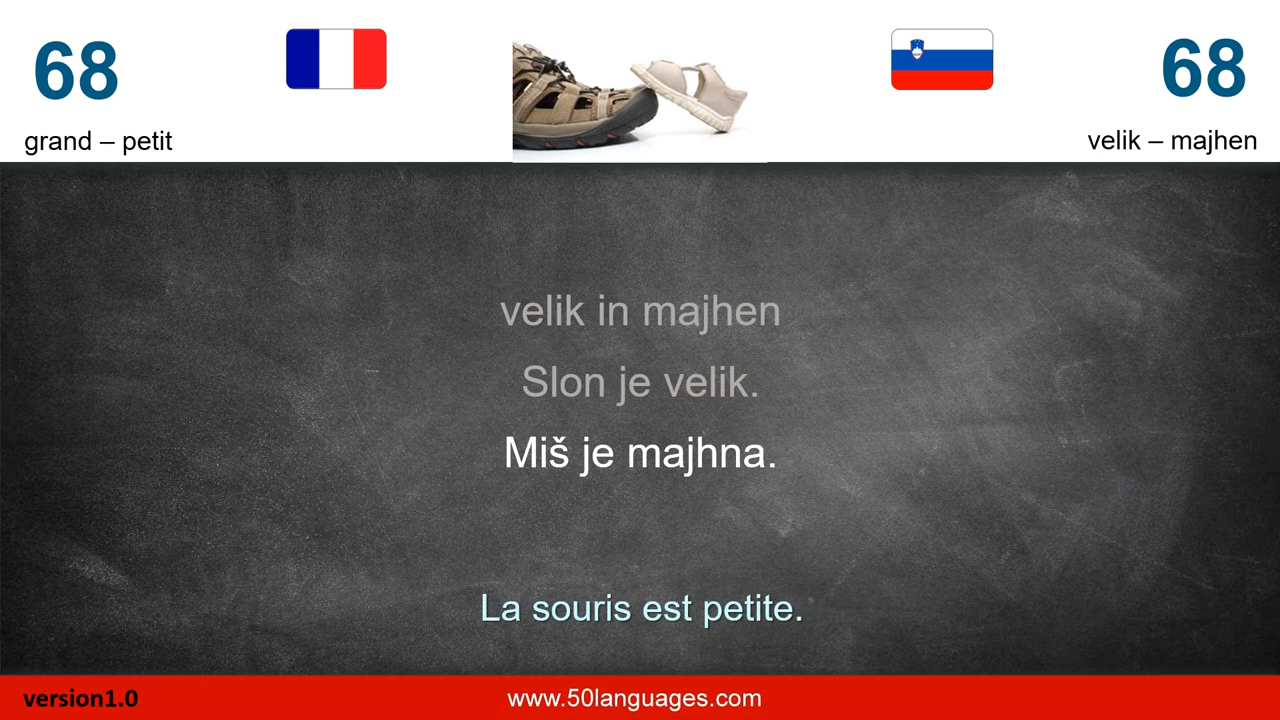 68
68
grand – petit
velik – majhen
velik in majhen
Slon je velik.
Miš je majhna.
La souris est petite.
version1.0
www.50languages.com